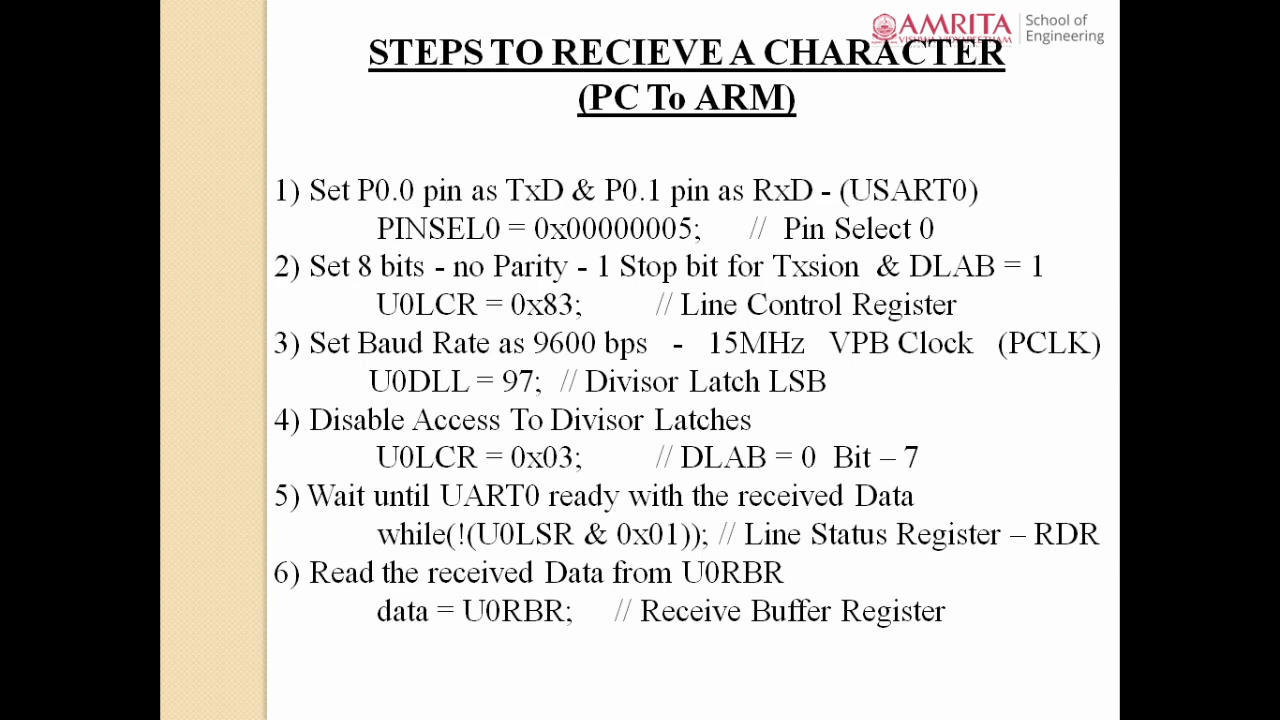 AMRITA
VISHWA VIDYAPEETHAM
School of
Engineering
STEPS TO RECIEVE A CHARACTER
(PC To ARM)
1) Set P0.0 pin as TxD & P0.1 pin as RxD - (USART0)
PINSEL0 = 0x00000005; // Pin Select 0
2) Set 8 bits - no Parity - 1 Stop bit for Txsion & DLAB = 1
U0LCR = 0x83; // Line Control Register
3) Set Baud Rate as 9600 bps - 15MHz VPB Clock (PCLK)
U0DLL = 97; // Divisor Latch LSB
4) Disable Access To Divisor Latches
U0LCR = 0x03; // DLAB = 0 Bit – 7
5) Wait until UART0 ready with the received Data
while(!(U0LSR & 0x01)); // Line Status Register – RDR
6) Read the received Data from U0RBR
data = U0RBR; // Receive Buffer Register